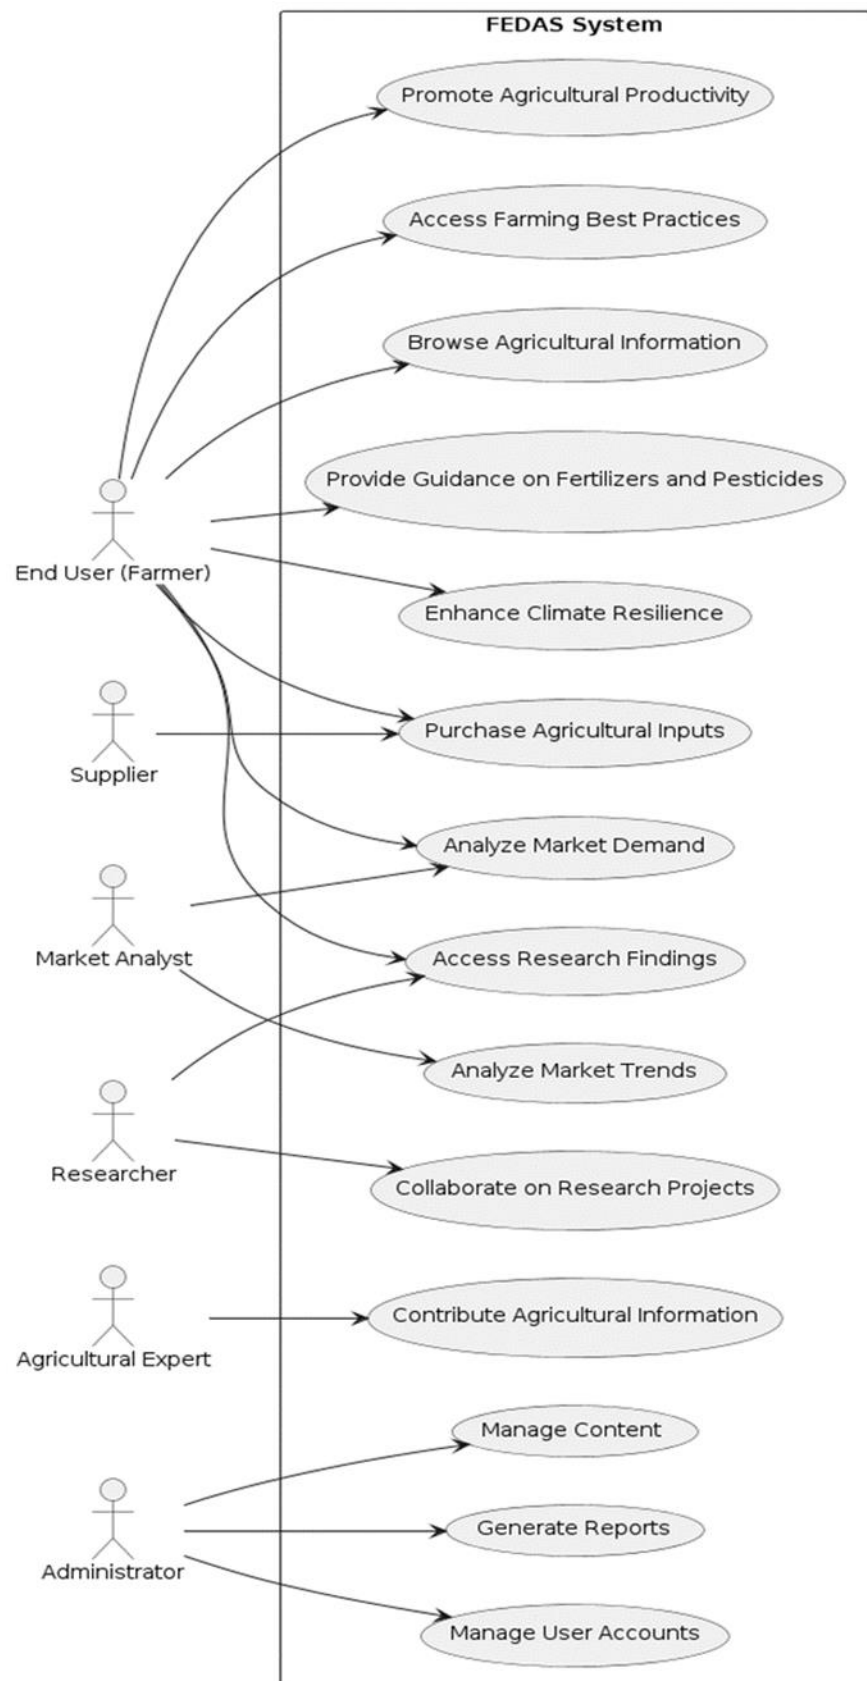 FEDAS System
Promote Agricultural Productivity
Access Farming Best Practices
Browse Agricultural Information
Provide Guidance on Fertilizers and Pesticides
End User (Farmer)
Enhance Climate Resilience
Purchase Agricultural Inputs
Supplier
Analyze Market Demand
Market Analyst
Access Research Findings
Analyze Market Trends
Researcher
Collaborate on Research Projects
Contribute Agricultural Information
Agricultural Expert
Manage Content
Generate Reports
Administrator
Manage User Accounts